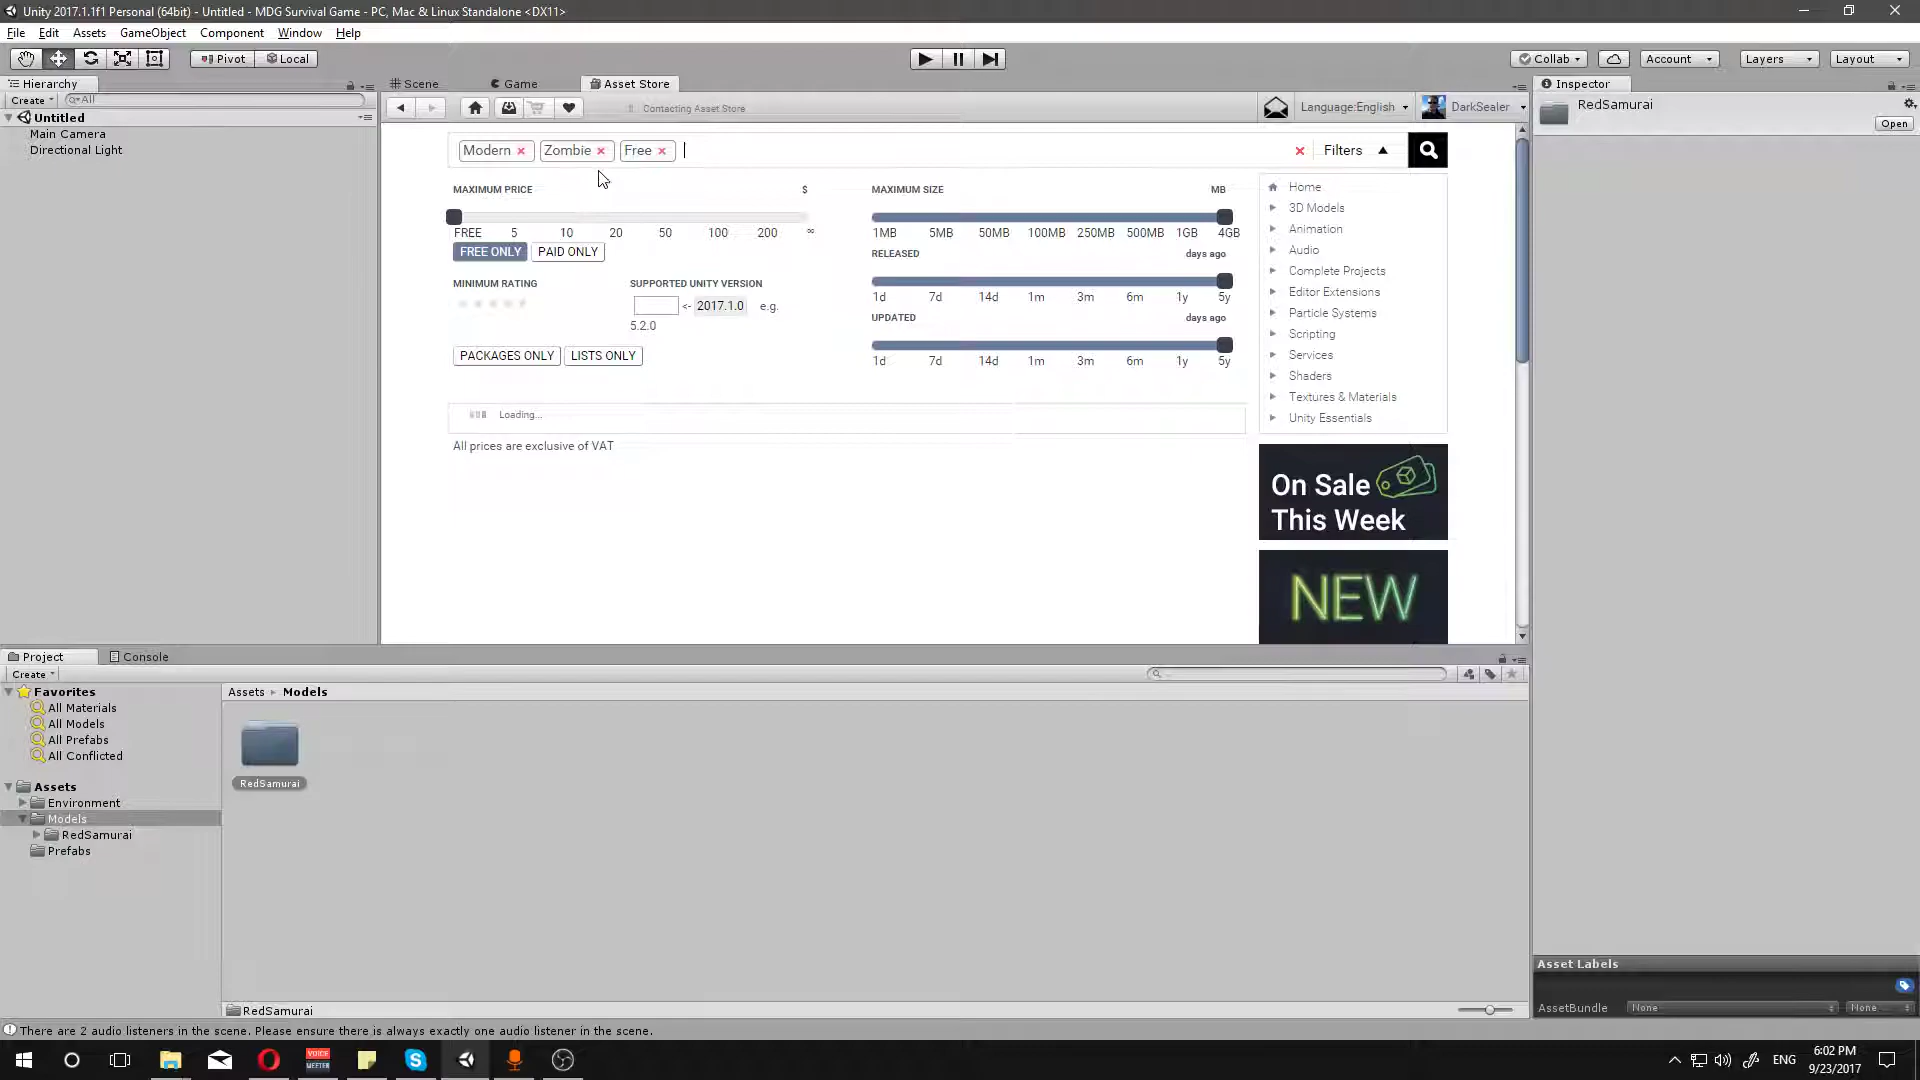 Unity 2017.1.1f1 Personal (64bit) - Untitled - MDG Survival Game - PC, Mac & Linux Standalone <DX11>
File Edit Assets GameObject Component Window Help
Pivot Local Collab Account Layers Layout
Hierarchy Scene Game Asset Store Inspector
Create All Contacting Asset Store Language:English DarkSealer RedSamurai
Open
Untitled
Main Camera
Directional Light
Modern × Zombie × Free × × Filters
MAXIMUM PRICE $ MAXIMUM SIZE MB
FREE 5 10 20 50 100 200 ∞ 1MB 5MB 50MB 100MB 250MB 500MB 1GB 4GB
FREE ONLY PAID ONLY RELEASED days ago
MINIMUM RATING SUPPORTED UNITY VERSION
1d 7d 14d 1m 3m 6m 1y 5y
<- 2017.1.0 e.g.
5.2.0
UPDATED days ago
PACKAGES ONLY LISTS ONLY 1d 7d 14d 1m 3m 6m 1y 5y
Loading...
All prices are exclusive of VAT
Home
3D Models
Animation
Audio
Complete Projects
Editor Extensions
Particle Systems
Scripting
Services
Shaders
Textures & Materials
Unity Essentials
On Sale
This Week
NEW
Project Console
Create
Favorites
All Materials
All Models
All Prefabs
All Conflicted
Assets
Environment
Models
RedSamurai
Prefabs
Assets Models
RedSamurai
RedSamurai
Asset Labels
AssetBundle None None
There are 2 audio listeners in the scene. Please ensure there is always exactly one audio listener in the scene.
VOICE
MEETER
ENG
6:02 PM
9/23/2017